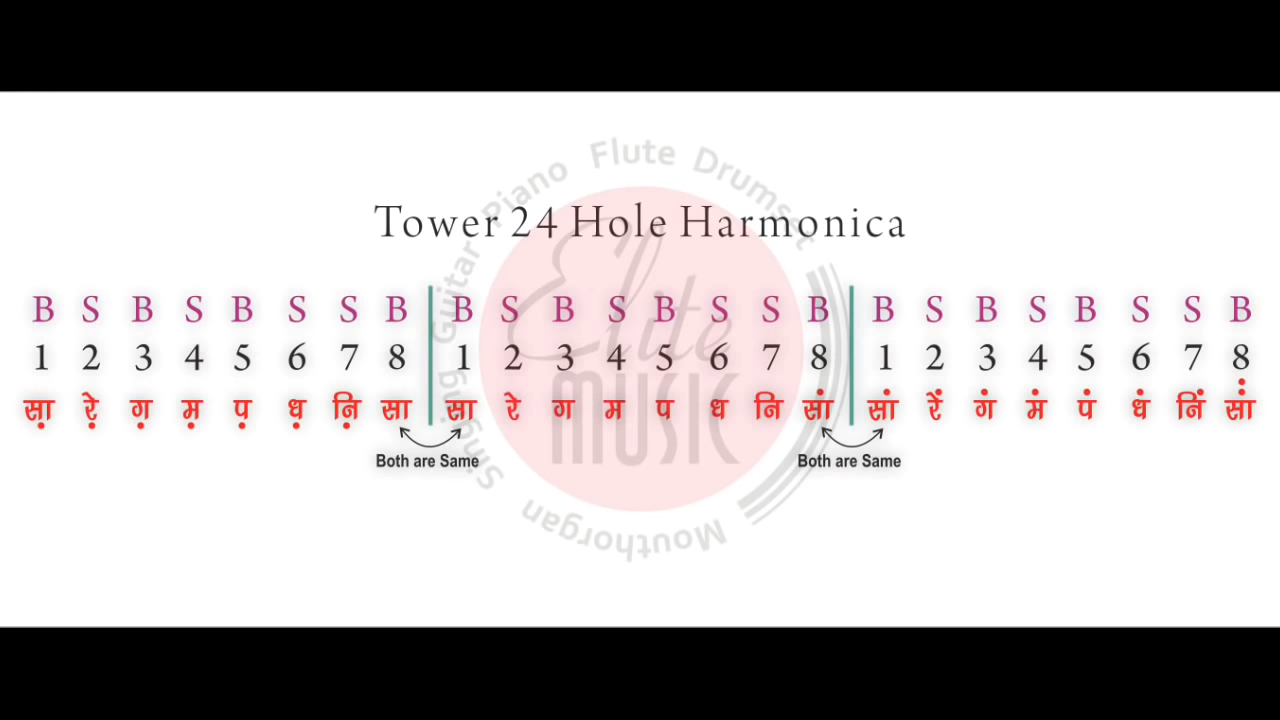 Guitar Piano Flute Drumset
Tower 24 Hole Harmonica
Elite
MUSIC
B S B S B S S B B S B S B S S B B S B S B S S B
1 2 3 4 5 6 7 8 1 2 3 4 5 6 7 8 1 2 3 4 5 6 7 8
सा़ रे़ ग़ म़ प़ ध़ नि़ सा सा़ रे ग म प ध नि सां सां रें गं मं पं धं निं सां
Both are Same Both are Same
Singing Mouthorgan